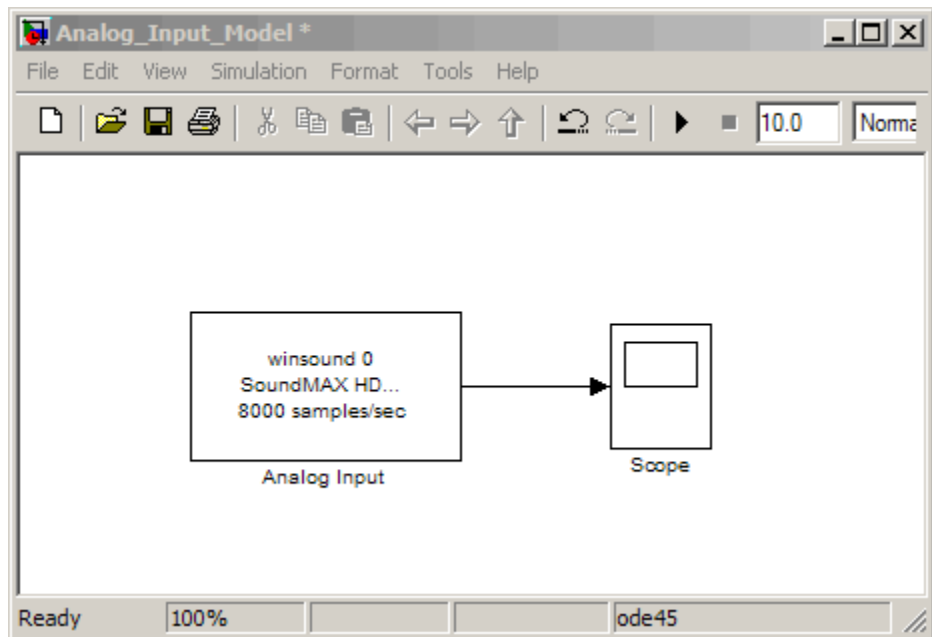 Analog_Input_Model *
File Edit View Simulation Format Tools Help
10.0 Norma
winsound 0
SoundMAX HD...
8000 samples/sec
Analog Input
Scope
Ready 100% ode45